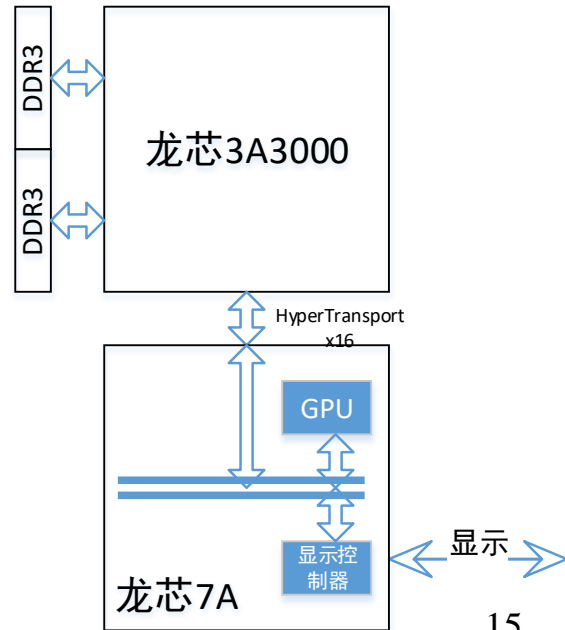 DDR3
龙芯3A3000
DDR3
HyperTransport
x16
GPU
显示控
制器
显示
龙芯7A
15